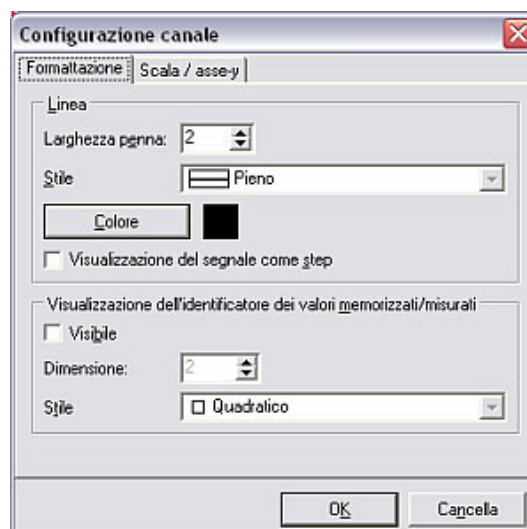 Configurazione canale
Formattazione Scala / asse-y
Linea
Larghezza penna: 2
Stile Pieno
Colore
Visualizzazione del segnale come step
Visualizzazione dell'identificatore dei valori memorizzati/misurati
Visibile
Dimensione: 2
Stile Quadratico
OK Cancella